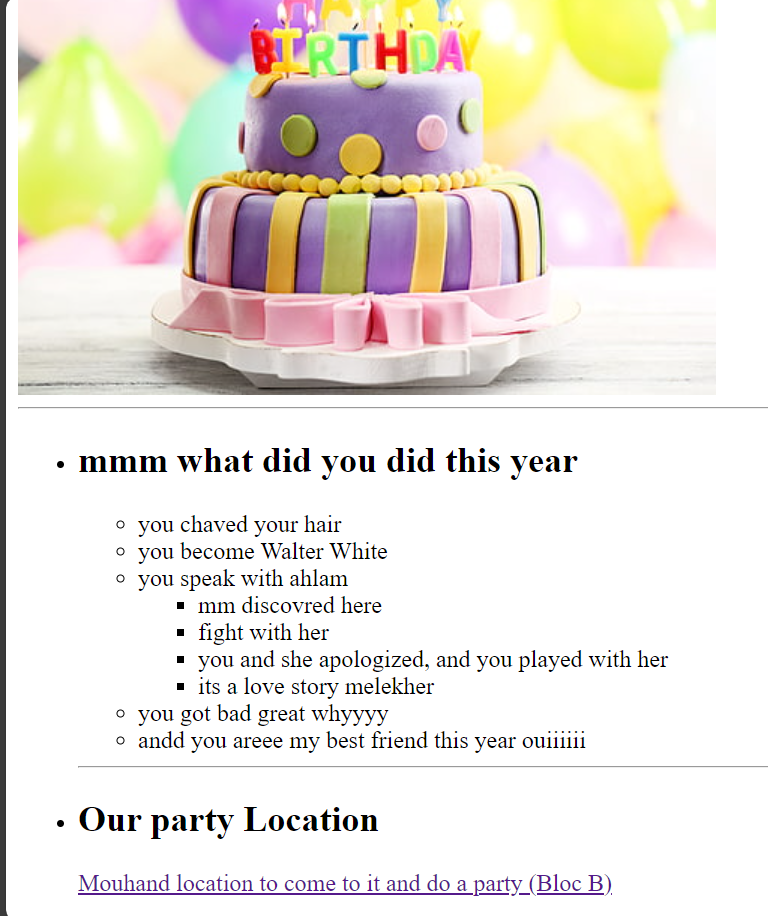 HAPPY
BIRTHDAY
mmm what did you did this year
you chaved your hair
you become Walter White
you speak with ahlam
mm discovred here
fight with her
you and she apologized, and you played with her
its a love story melekher
you got bad great whyyyy
andd you areee my best friend this year ouiiiiii
Our party Location
Mouhand location to come to it and do a party (Bloc B)